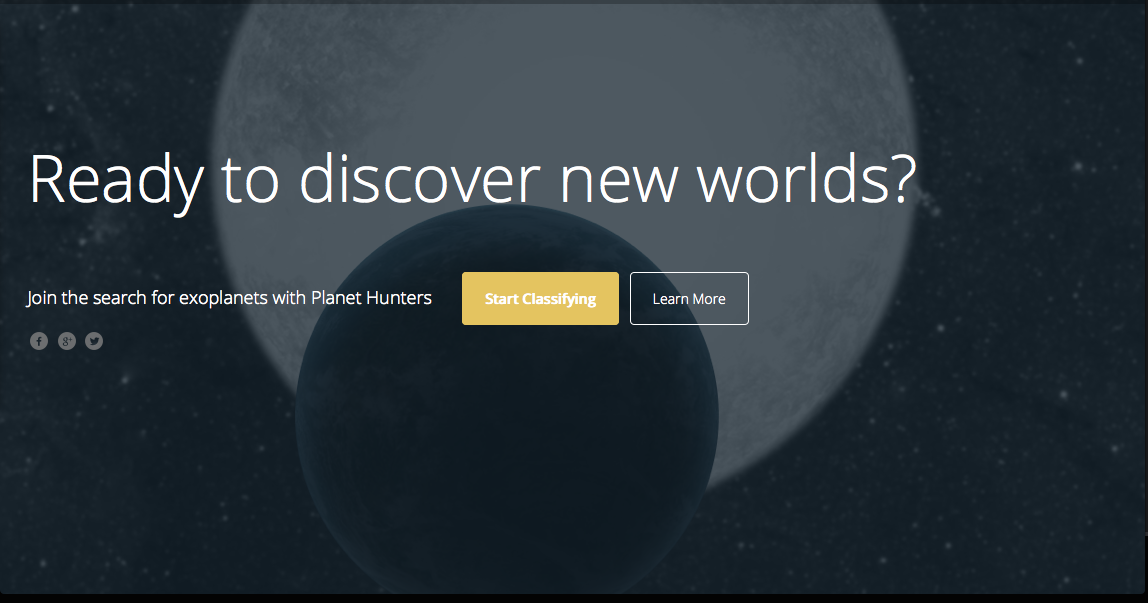 Ready to discover new worlds?
Join the search for exoplanets with Planet Hunters
Start Classifying
Learn More